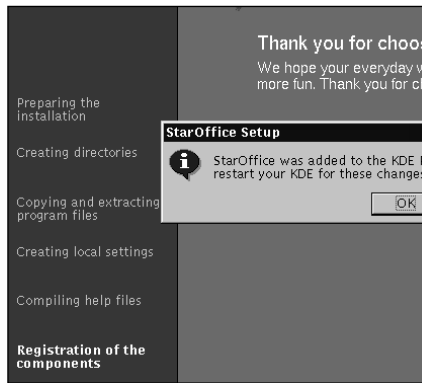 Thank you for choos
We hope your everyday w
more fun. Thank you for cl
Preparing the
installation
StarOffice Setup
Creating directories
StarOffice was added to the KDE
restart your KDE for these changes
Copying and extracting
program files
OK
Creating local settings
Compiling help files
Registration of the
components